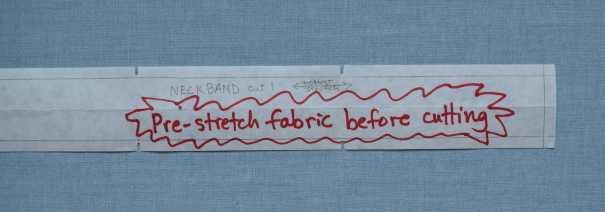 NECKBAND cut 1
Pre-stretch fabric before cutting